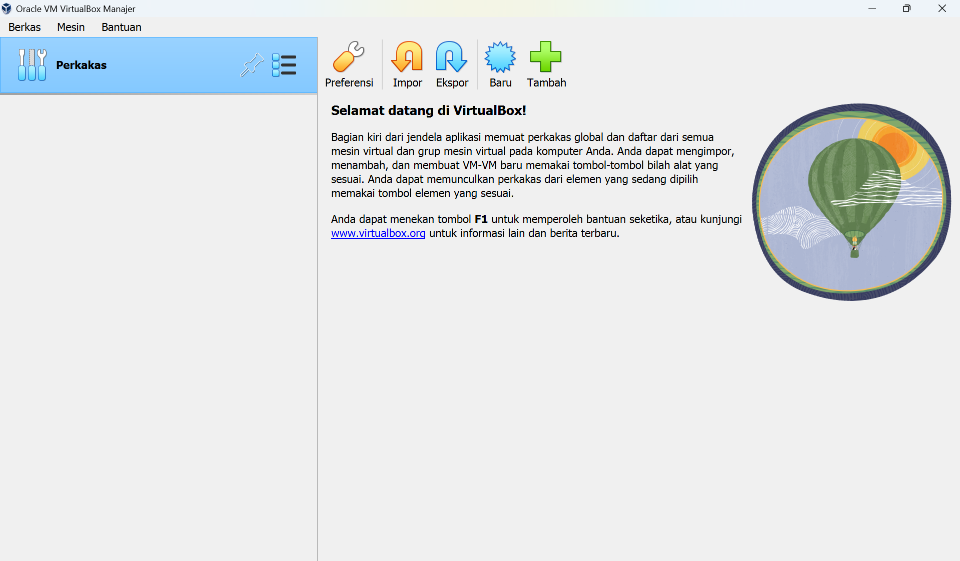 Oracle VM VirtualBox Manajer
Berkas Mesin Bantuan
Perkakas
Preferensi Impor Ekspor Baru Tambah
Selamat datang di VirtualBox!
Bagian kiri dari jendela aplikasi memuat perkakas global dan daftar dari semua
mesin virtual dan grup mesin virtual pada komputer Anda. Anda dapat mengimpor,
menambah, dan membuat VM-VM baru memakai tombol-tombol bilah alat yang
sesuai. Anda dapat memunculkan perkakas dari elemen yang sedang dipilih
memakai tombol elemen yang sesuai.
Anda dapat menekan tombol F1 untuk memperoleh bantuan seketika, atau kunjungi
www.virtualbox.org untuk informasi lain dan berita terbaru.